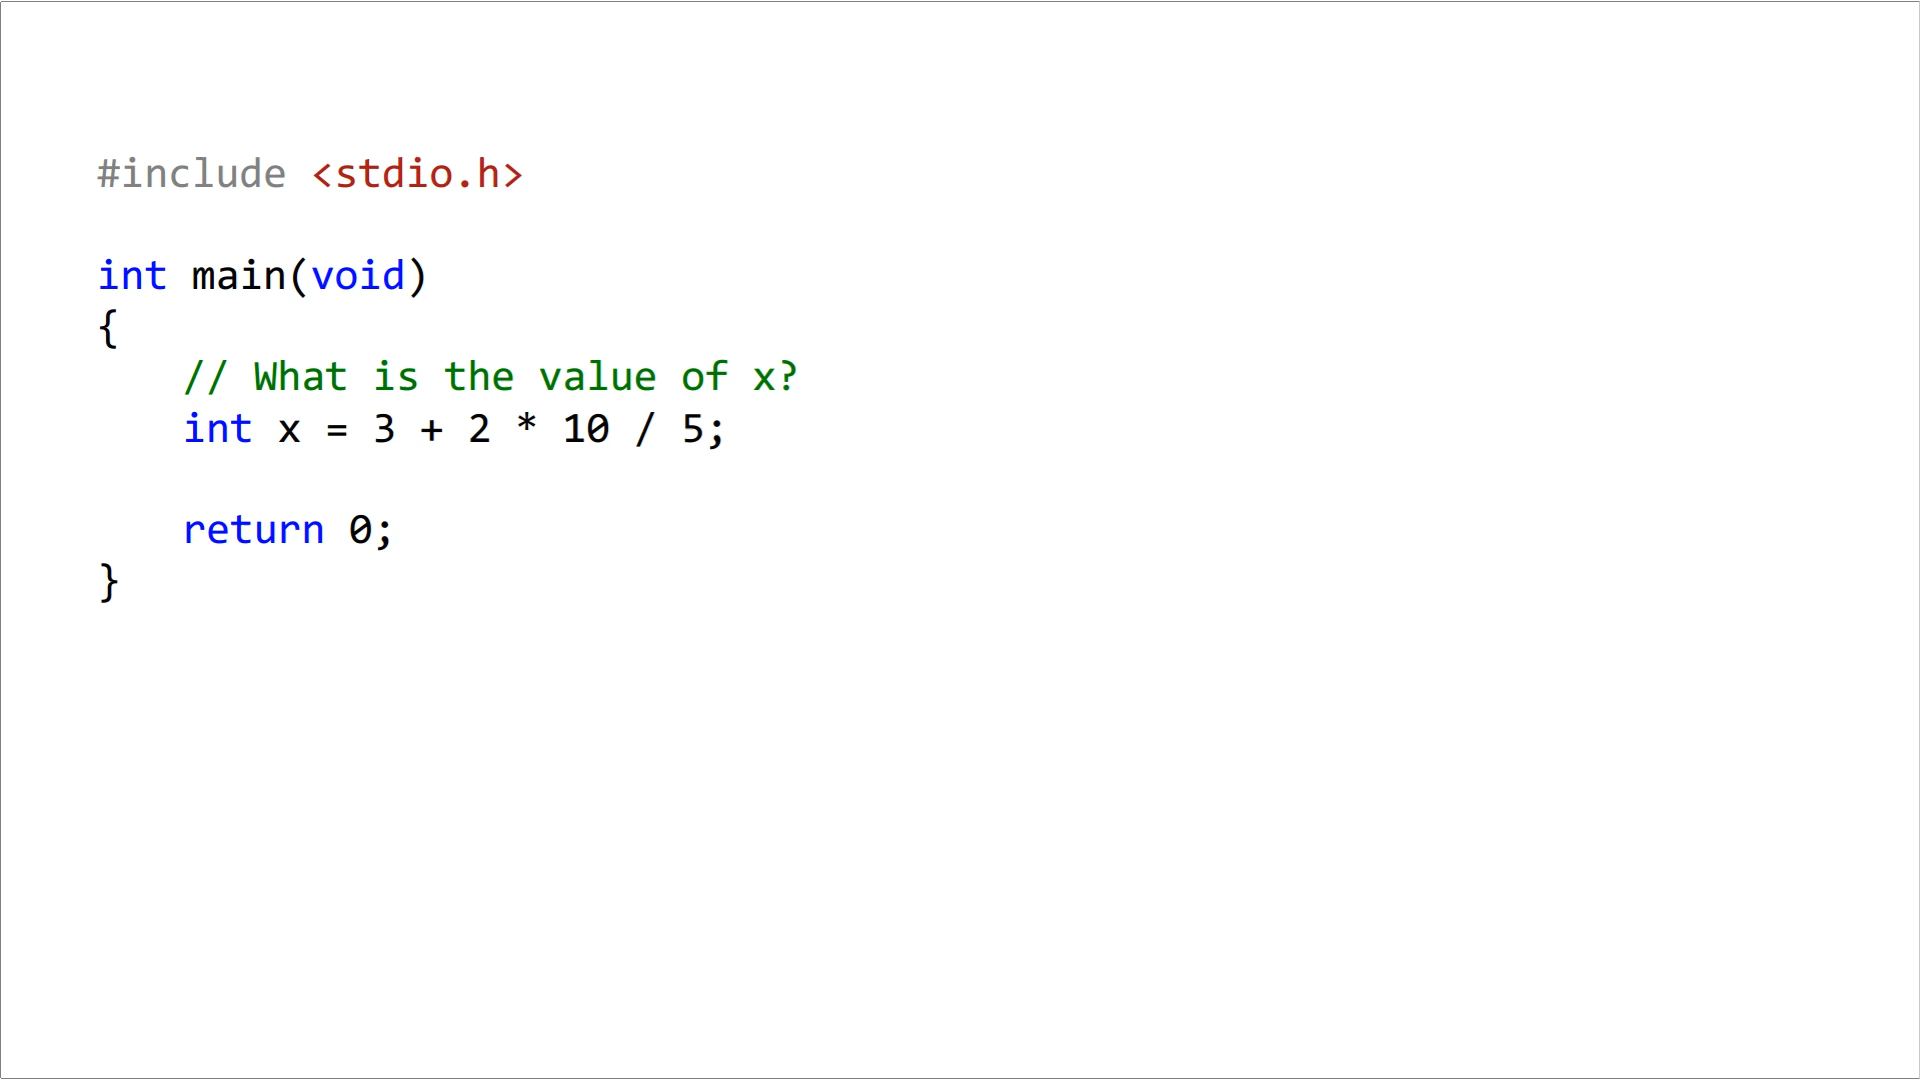 #include <stdio.h>
int main(void)
{
// What is the value of x?
int x = 3 + 2 * 10 / 5;
return 0;
}